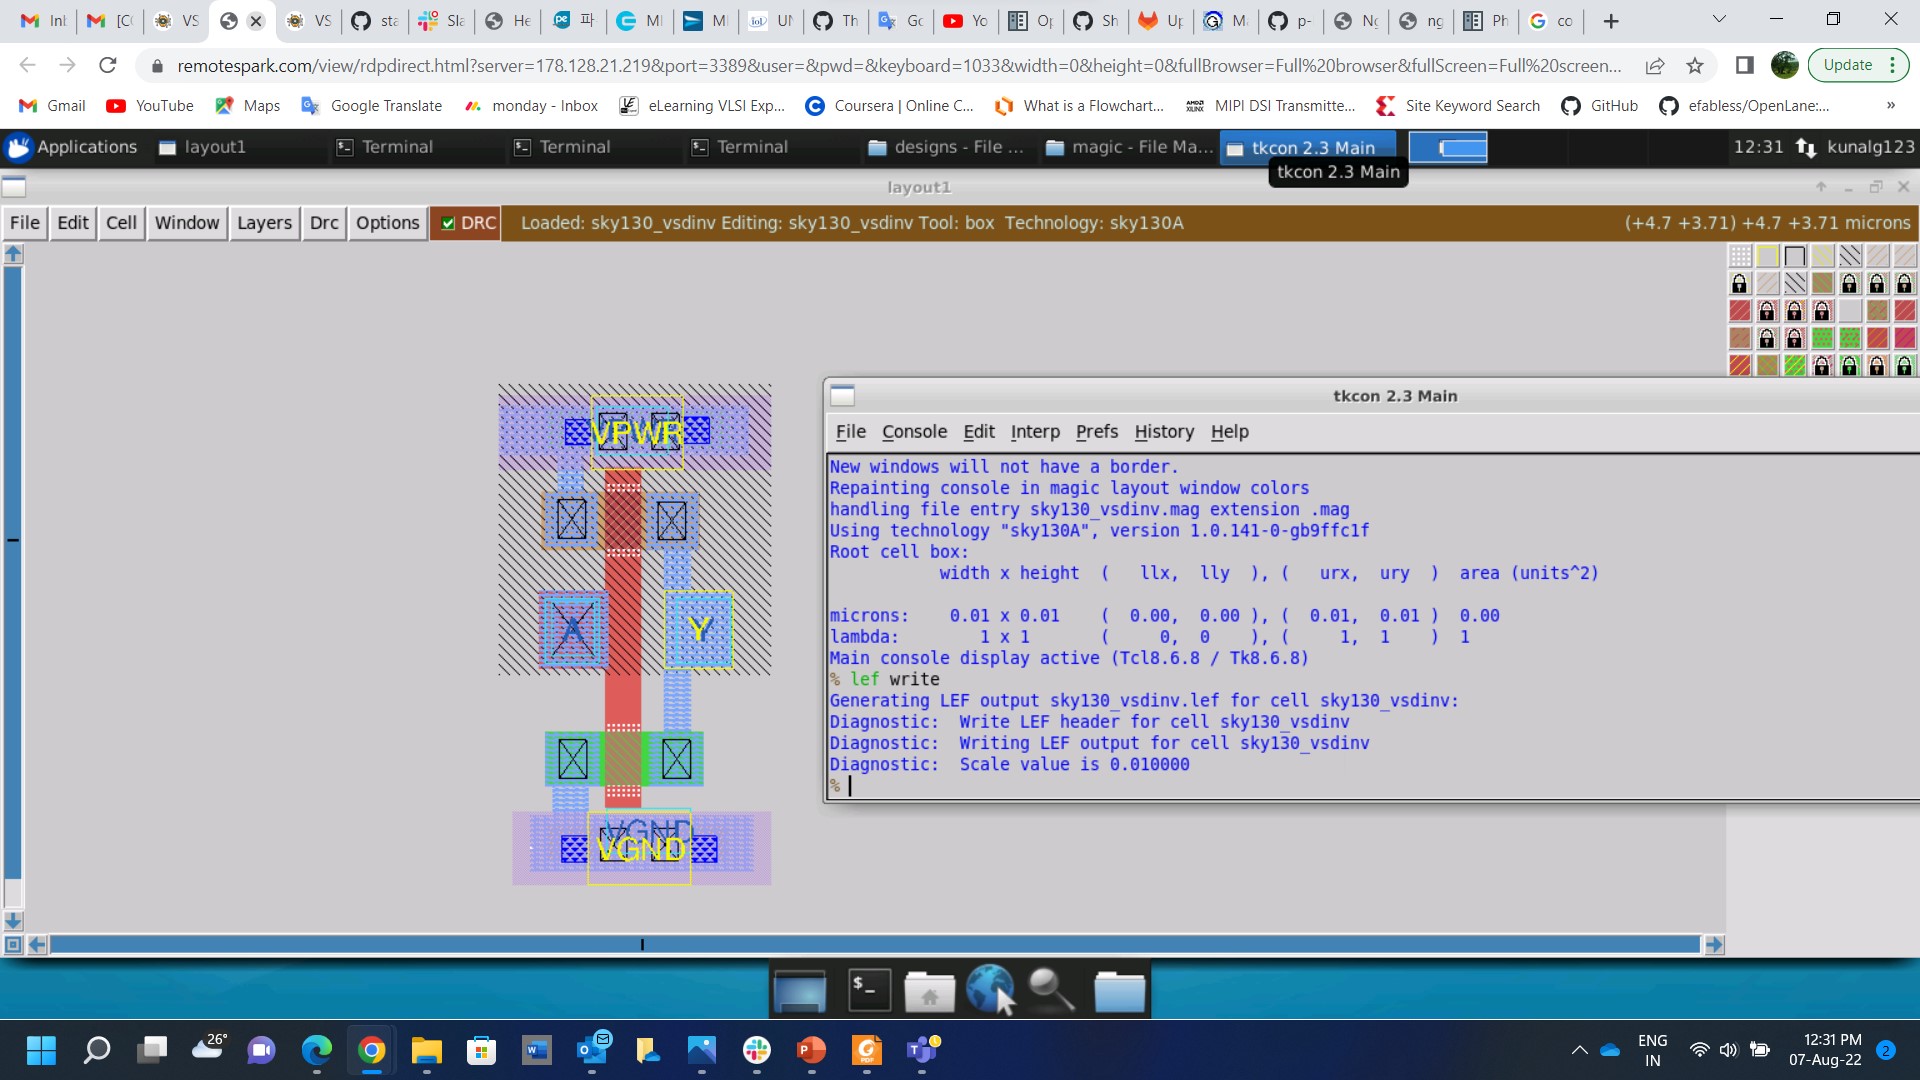 Inb
[C
VS
VS
sta
Sla
He
파
MI
MI
UN
Th
Go
Yo
Op
Sh
Up
Ma
p-
Ng
ng
Ph
co
remotespark.com/view/rdpdirect.html?server=178.128.21.219&port=3389&user=&pwd=&keyboard=1033&width=0&height=0&fullBrowser=Full%20browser&fullScreen=Full%20screen...
Update
Gmail YouTube Maps Google Translate monday - Inbox eLearning VLSI Exp... Coursera | Online C... What is a Flowchart... MIPI DSI Transmitte... Site Keyword Search GitHub efabless/OpenLane:... »
Applications layout1 Terminal Terminal Terminal designs - File ... magic - File Ma... tkcon 2.3 Main 12:31 kunalg123
tkcon 2.3 Main
layout1
File Edit Cell Window Layers Drc Options DRC Loaded: sky130_vsdinv Editing: sky130_vsdinv Tool: box Technology: sky130A (+4.7 +3.71) +4.7 +3.71 microns
VPWR
A
Y
VGND
VGND
tkcon 2.3 Main
File Console Edit Interp Prefs History Help
New windows will not have a border.
Repainting console in magic layout window colors
handling file entry sky130_vsdinv.mag extension .mag
Using technology "sky130A", version 1.0.141-0-gb9ffc1f
Root cell box:
width x height ( llx, lly ), ( urx, ury ) area (units^2)
microns: 0.01 x 0.01 ( 0.00, 0.00 ), ( 0.01, 0.01 ) 0.00
lambda: 1 x 1 ( 0, 0 ), ( 1, 1 ) 1
Main console display active (Tcl8.6.8 / Tk8.6.8)
% lef write
Generating LEF output sky130_vsdinv.lef for cell sky130_vsdinv:
Diagnostic: Write LEF header for cell sky130_vsdinv
Diagnostic: Writing LEF output for cell sky130_vsdinv
Diagnostic: Scale value is 0.010000
%
26°
ENG
IN
12:31 PM
07-Aug-22
2